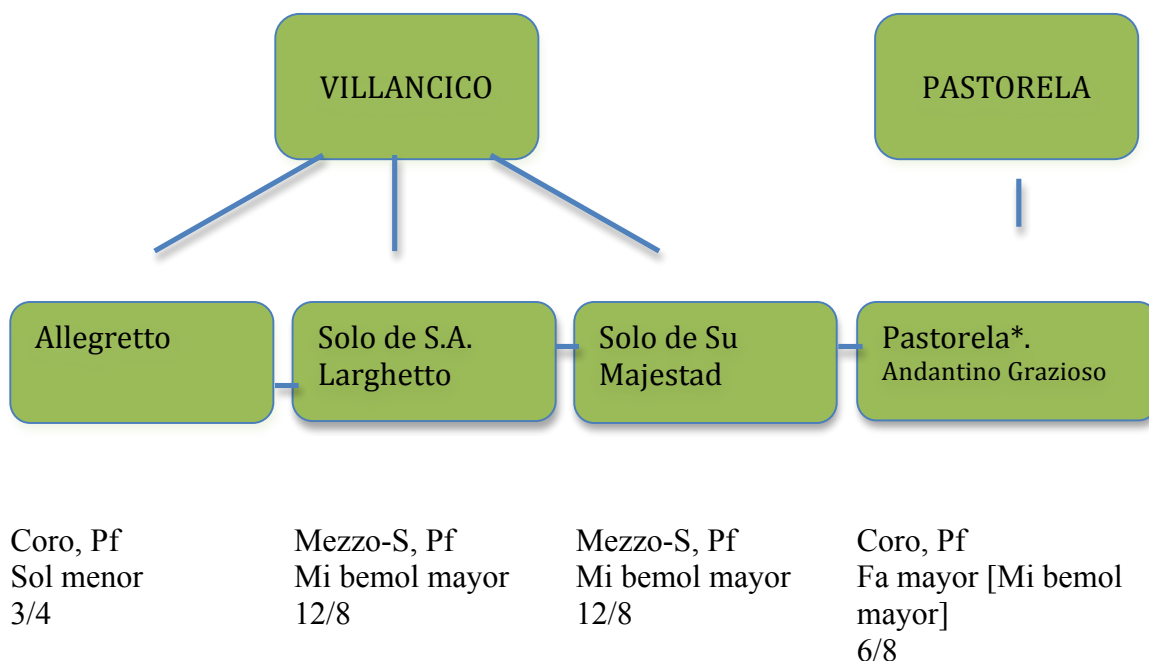 VILLANCICO
PASTORELA
Allegretto
Solo de S.A.
Larghetto
Solo de Su
Majestad
Pastorela*.
Andantino Grazioso
Coro, Pf
Sol menor
3/4
Mezzo-S, Pf
Mi bemol mayor
12/8
Mezzo-S, Pf
Mi bemol mayor
12/8
Coro, Pf
Fa mayor [Mi bemol
mayor]
6/8